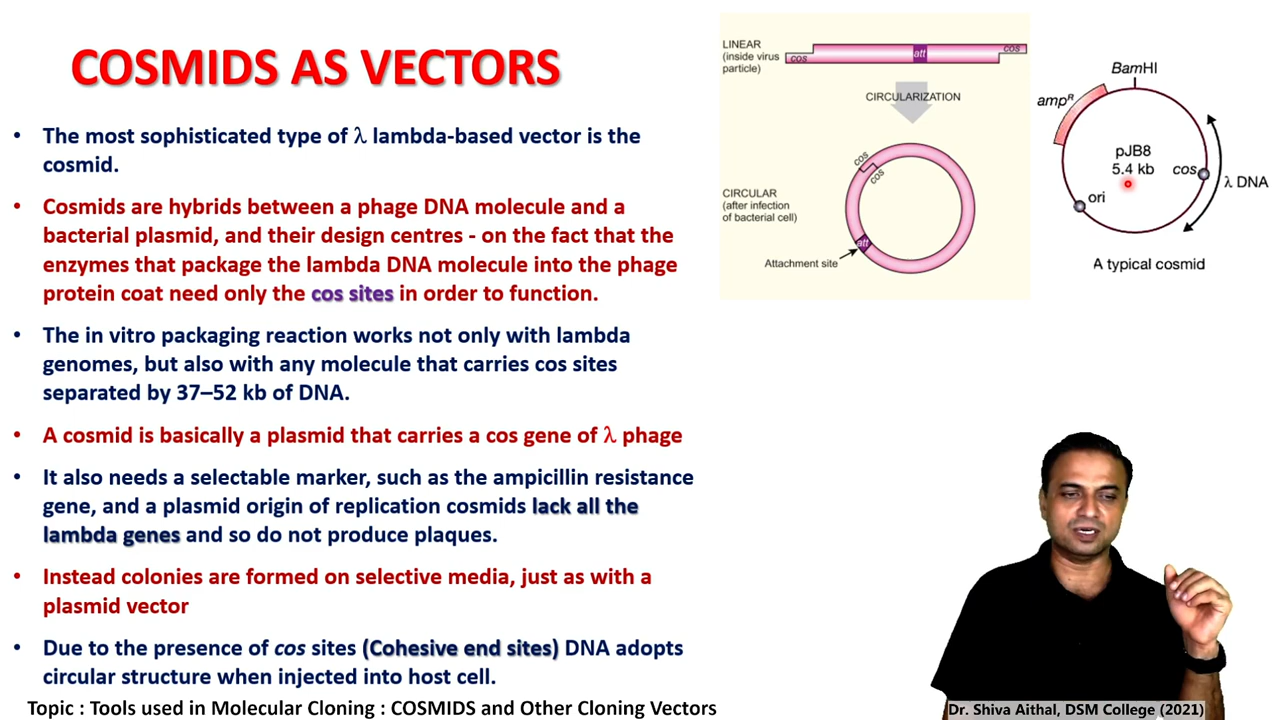 COSMIDS AS VECTORS
• The most sophisticated type of λ lambda-based vector is the
cosmid.
• Cosmids are hybrids between a phage DNA molecule and a
bacterial plasmid, and their design centres - on the fact that the
enzymes that package the lambda DNA molecule into the phage
protein coat need only the cos sites in order to function.
• The in vitro packaging reaction works not only with lambda
genomes, but also with any molecule that carries cos sites
separated by 37–52 kb of DNA.
• A cosmid is basically a plasmid that carries a cos gene of λ phage
• It also needs a selectable marker, such as the ampicillin resistance
gene, and a plasmid origin of replication cosmids lack all the
lambda genes and so do not produce plaques.
• Instead colonies are formed on selective media, just as with a
plasmid vector
• Due to the presence of cos sites (Cohesive end sites) DNA adopts
circular structure when injected into host cell.
LINEAR
(inside virus
particle)
cos
att
cos
CIRCULARIZATION
CIRCULAR
(after infection
of bacterial cell)
cos
cos
att
Attachment site
BamHI
ampR
pJB8
5.4 kb
cos
λ DNA
ori
A typical cosmid
Topic : Tools used in Molecular Cloning : COSMIDS and Other Cloning Vectors
Dr. Shiva Aithal, DSM College (2021)